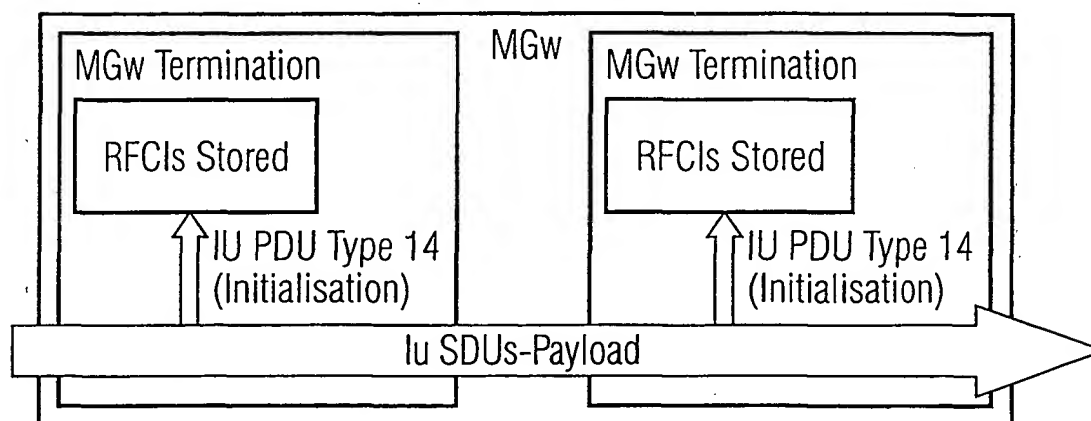 MGw
MGw Termination
RFCIs Stored
IU PDU Type 14
(Initialisation)
MGw Termination
RFCIs Stored
IU PDU Type 14
(Initialisation)
Iu SDUs-Payload